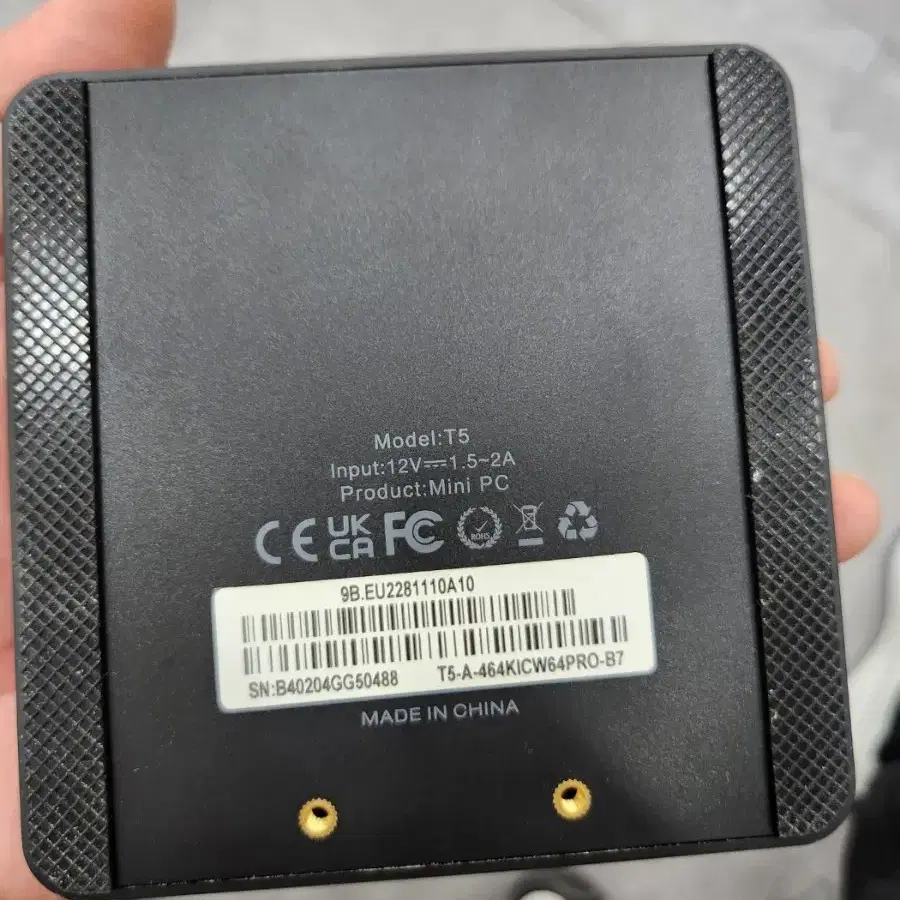 Model:T5
Input:12V⎓1.5~2A
Product:Mini PC
CE UK CA FC ROHS
9B.EU2281110A10
SN:B40204GG50488 T5-A-464KICW64PRO-B7
MADE IN CHINA